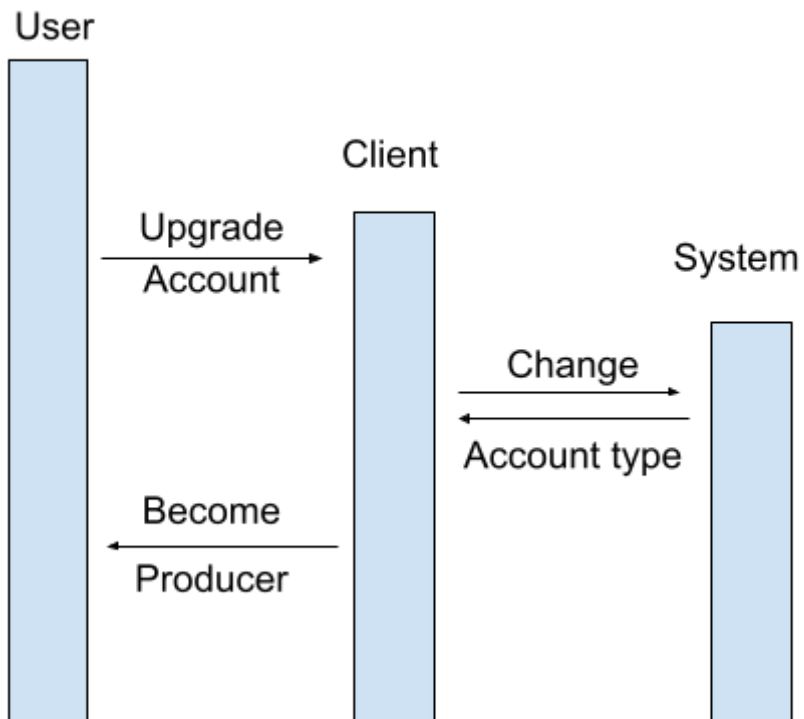 User
Client
Upgrade
Account
System
Change
Account type
Become
Producer